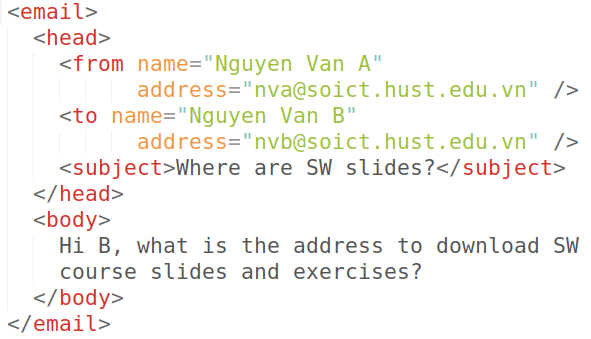 <email>
  <head>
    <from name="Nguyen Van A"
          address="nva@soict.hust.edu.vn" />
    <to name="Nguyen Van B"
          address="nvb@soict.hust.edu.vn" />
    <subject>Where are SW slides?</subject>
  </head>
  <body>
    Hi B, what is the address to download SW
    course slides and exercises?
  </body>
</email>